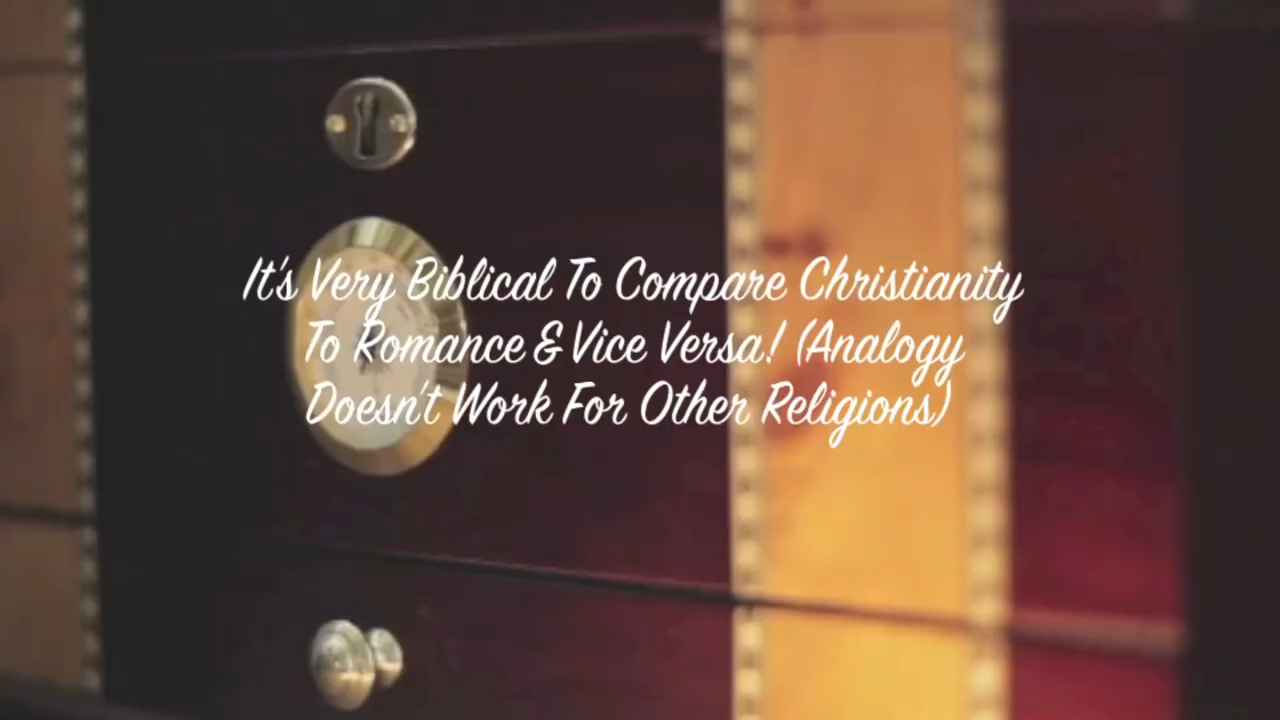 It's Very Biblical To Compare Christianity
To Romance & Vice Versa! (Analogy
Doesn't Work For Other Religions)